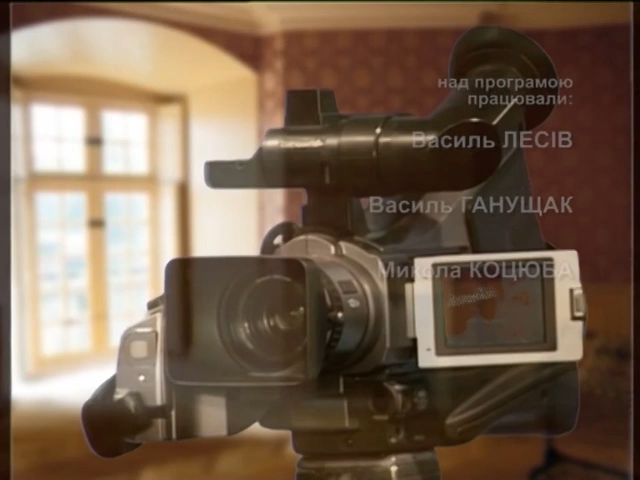 над програмою
працювали:
Василь ЛЕСІВ
Василь ГАНУЩАК
Микола КОЦЮБА